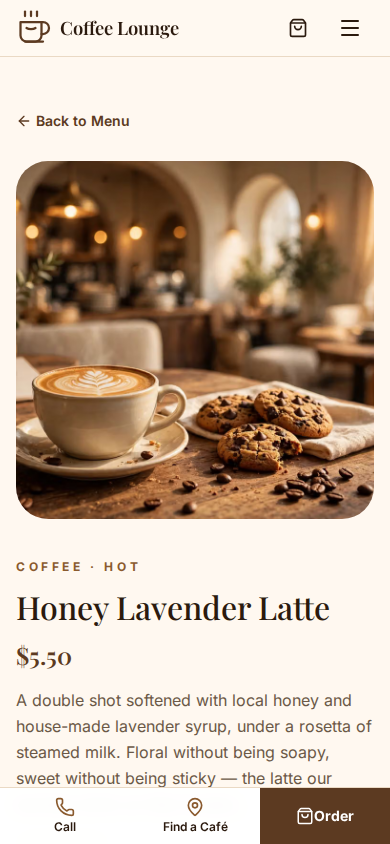 Coffee Lounge
← Back to Menu
COFFEE · HOT
Honey Lavender Latte
$5.50
A double shot softened with local honey and
house-made lavender syrup, under a rosetta of
steamed milk. Floral without being soapy,
sweet without being sticky — the latte our
Call
Find a Café
Order